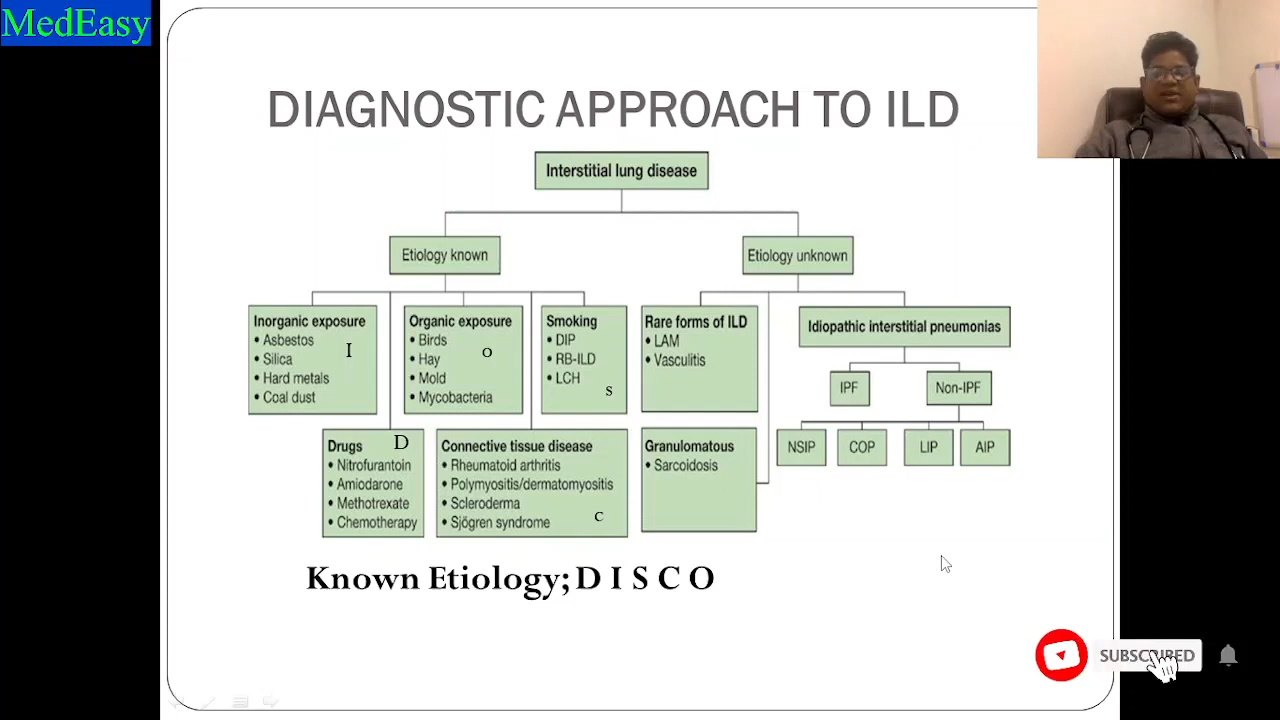 MedEasy
DIAGNOSTIC APPROACH TO ILD
Interstitial lung disease
Etiology known
Etiology unknown
Inorganic exposure
• Asbestos
• Silica
• Hard metals
• Coal dust
I
Organic exposure
• Birds
• Hay
• Mold
• Mycobacteria
O
Smoking
• DIP
• RB-ILD
• LCH
S
Rare forms of ILD
• LAM
• Vasculitis
Idiopathic interstitial pneumonias
IPF
Non-IPF
NSIP
COP
LIP
AIP
Drugs
• Nitrofurantoin
• Amiodarone
• Methotrexate
• Chemotherapy
D
Connective tissue disease
• Rheumatoid arthritis
• Polymyositis/dermatomyositis
• Scleroderma
• Sjögren syndrome
C
Granulomatous
• Sarcoidosis
Known Etiology; D I S C O
SUBSCRIBED